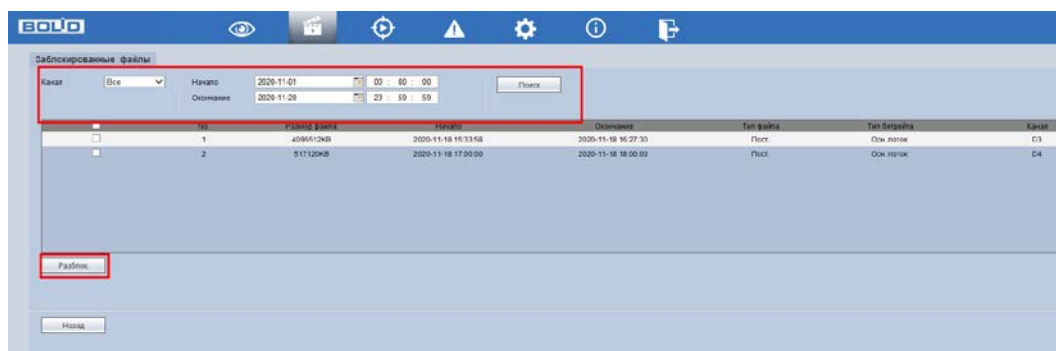 BOLID
Заблокированные файлы
Канал Все Начало 2020-11-01 00 : 00 : 00 Поиск
Окончание 2020-11-20 23 : 59 : 59
No Размер файла Начало Окончание Тип файла Тип битрейта Канал
1 4096512KB 2020-11-18 15:33:58 2020-11-18 16:27:30 Пост. Осн. поток D3
2 517120KB 2020-11-18 17:00:00 2020-11-18 18:00:00 Пост. Осн. поток D4
Разблок.
Назад